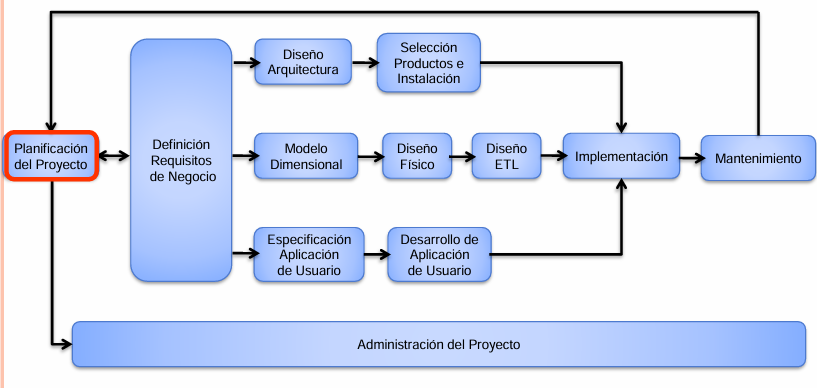 Planificación
del Proyecto
Definición
Requisitos
de Negocio
Diseño
Arquitectura
Selección
Productos e
Instalación
Modelo
Dimensional
Diseño
Físico
Diseño
ETL
Especificación
Aplicación
de Usuario
Desarrollo de
Aplicación
de Usuario
Implementación
Mantenimiento
Administración del Proyecto